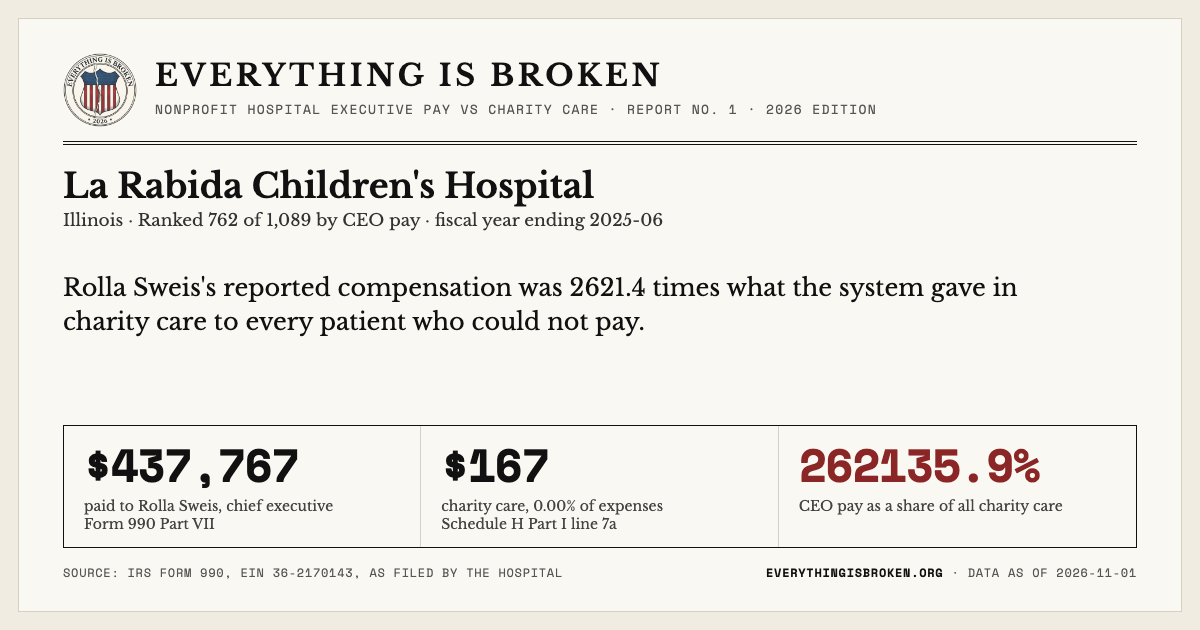 EVERYTHING IS BROKEN
2026
EVERYTHING IS BROKEN
NONPROFIT HOSPITAL EXECUTIVE PAY VS CHARITY CARE · REPORT NO. 1 · 2026 EDITION
La Rabida Children's Hospital
Illinois · Ranked 762 of 1,089 by CEO pay · fiscal year ending 2025-06
Rolla Sweis's reported compensation was 2621.4 times what the system gave in
charity care to every patient who could not pay.
$437,767
paid to Rolla Sweis, chief executive
Form 990 Part VII
$167
charity care, 0.00% of expenses
Schedule H Part I line 7a
262135.9%
CEO pay as a share of all charity care
SOURCE: IRS FORM 990, EIN 36-2170143, AS FILED BY THE HOSPITAL
EVERYTHINGISBROKEN.ORG · DATA AS OF 2026-11-01